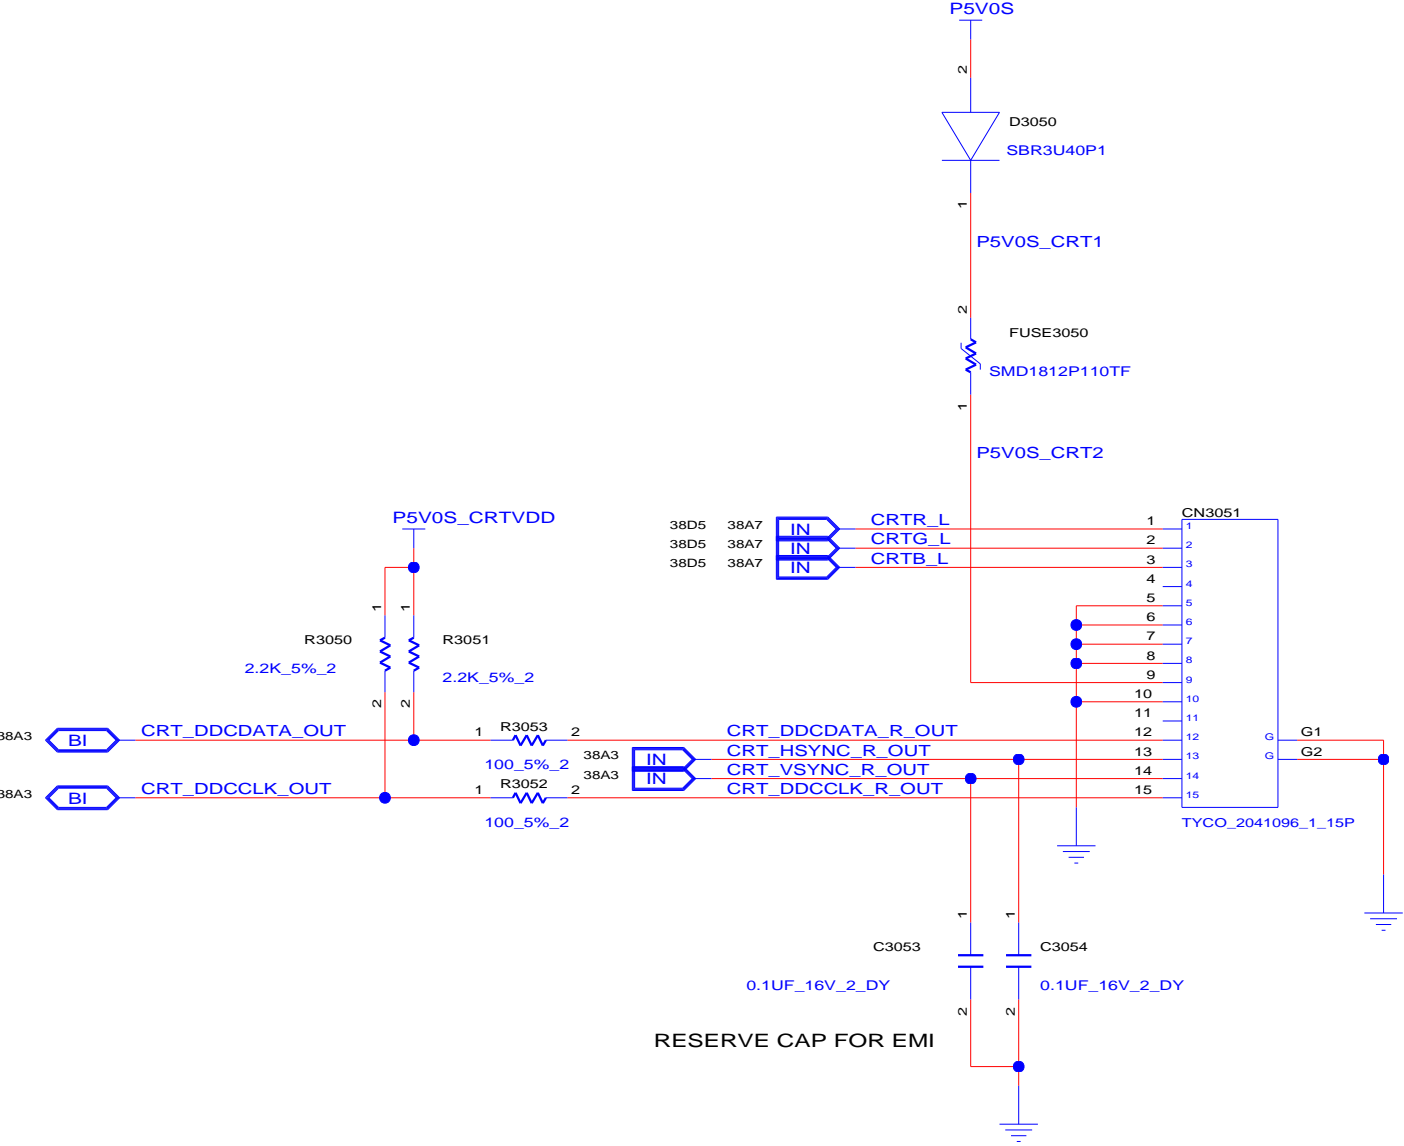 P5V0S
2
D3050
SBR3U40P1
1
P5V0S_CRT1
2
FUSE3050
SMD1812P110TF
1
P5V0S_CRT2
CN3051
38D5 38A7 IN CRTR_L 1 1
38D5 38A7 IN CRTG_L 2 2
38D5 38A7 IN CRTB_L 3 3
4 4
5 5
6 6
7 7
8 8
9 9
10 10
11 11
P5V0S_CRTVDD
1 1
R3050 R3051
2.2K_5%_2 2.2K_5%_2
2 2
38A3 BI CRT_DDCDATA_OUT 1 R3053 2 CRT_DDCDATA_R_OUT 12 12 G G1
100_5%_2
38A3 IN CRT_HSYNC_R_OUT 13 13 G G2
38A3 IN CRT_VSYNC_R_OUT 14 14
38A3 BI CRT_DDCCLK_OUT 1 R3052 2 CRT_DDCCLK_R_OUT 15 15
100_5%_2
TYCO_2041096_1_15P
1 1
C3053 C3054
0.1UF_16V_2_DY 0.1UF_16V_2_DY
2 2
RESERVE CAP FOR EMI